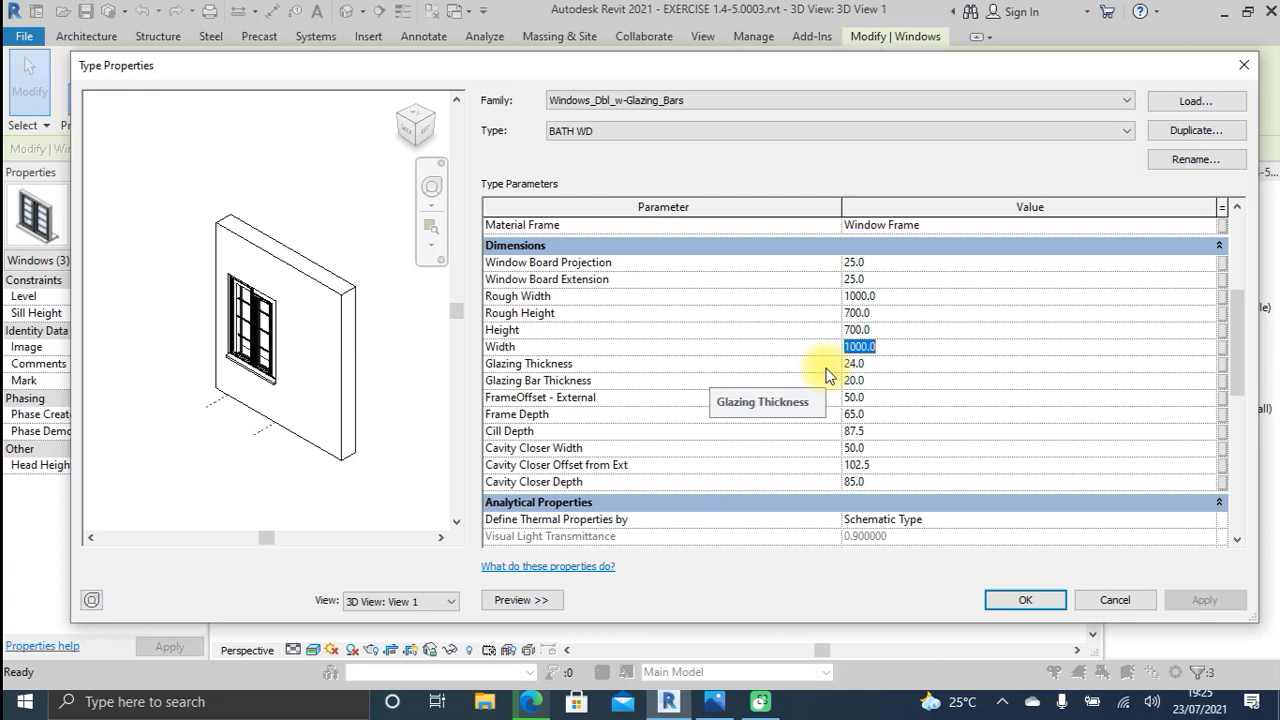 Autodesk Revit 2021 - EXERCISE 1.4-5.0003.rvt - 3D View: 3D View 1
Sign In
File Architecture Structure Steel Precast Systems Insert Annotate Analyze Massing & Site Collaborate View Manage Add-Ins Modify | Windows
Modify
Select
Type Properties
Family: Windows_Dbl_w-Glazing_Bars Load...
Type: BATH WD Duplicate...
Rename...
Type Parameters
Parameter Value =
Material Frame Window Frame
Dimensions
Window Board Projection 25.0
Window Board Extension 25.0
Rough Width 1000.0
Rough Height 700.0
Height 700.0
Width 1000.0
Glazing Thickness 24.0
Glazing Bar Thickness 20.0
FrameOffset - External 50.0
Glazing Thickness
Frame Depth 65.0
Cill Depth 87.5
Cavity Closer Width 50.0
Cavity Closer Offset from Ext 102.5
Cavity Closer Depth 85.0
Analytical Properties
Define Thermal Properties by Schematic Type
Visual Light Transmittance 0.900000
What do these properties do?
View: 3D View: View 1 Preview >> OK Cancel Apply
Properties
Windows (3)
Constraints
Level
Sill Height
Identity Data
Image
Comments
Mark
Phasing
Phase Create
Phase Demo
Other
Head Heigh
Properties help Apply
Perspective
Ready
:0
Main Model
:3
Type here to search
25°C
19:25
23/07/2021